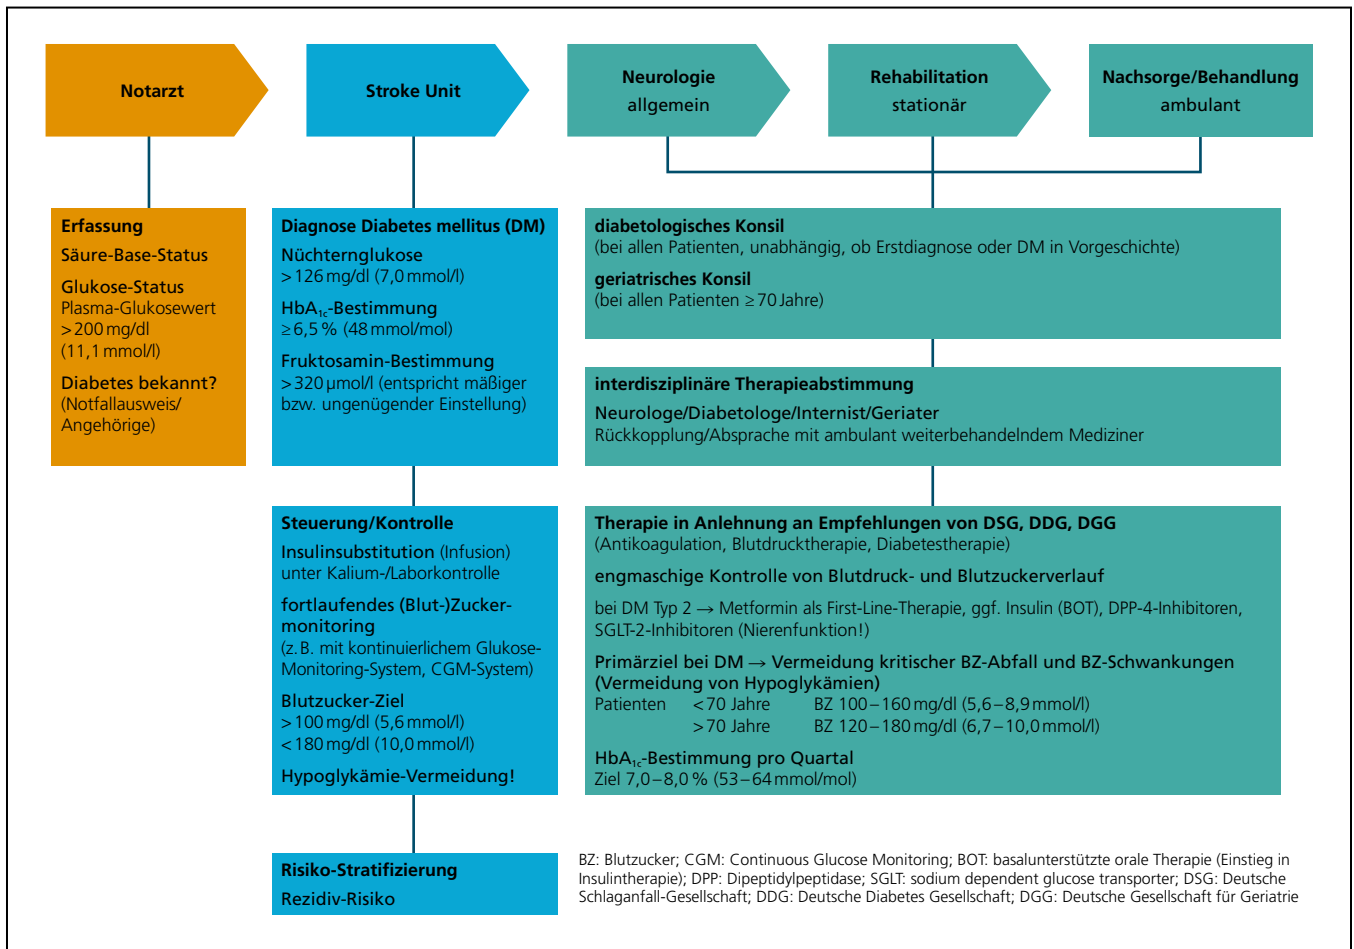 Notarzt
Stroke Unit
Neurologie
allgemein
Rehabilitation
stationär
Nachsorge/Behandlung
ambulant
Erfassung
Säure-Base-Status
Glukose-Status
Plasma-Glukosewert
> 200 mg/dl
(11,1 mmol/l)
Diabetes bekannt?
(Notfallausweis/
Angehörige)
Diagnose Diabetes mellitus (DM)
Nüchternglukose
> 126 mg/dl (7,0 mmol/l)
HbA1c-Bestimmung
≥ 6,5 % (48 mmol/mol)
Fruktosamin-Bestimmung
> 320 µmol/l (entspricht mäßiger
bzw. ungenügender Einstellung)
Steuerung/Kontrolle
Insulinsubstitution (Infusion)
unter Kalium-/Laborkontrolle
fortlaufendes (Blut-)Zucker-
monitoring
(z. B. mit kontinuierlichem Glukose-
Monitoring-System, CGM-System)
Blutzucker-Ziel
> 100 mg/dl (5,6 mmol/l)
< 180 mg/dl (10,0 mmol/l)
Hypoglykämie-Vermeidung!
Risiko-Stratifizierung
Rezidiv-Risiko
diabetologisches Konsil
(bei allen Patienten, unabhängig, ob Erstdiagnose oder DM in Vorgeschichte)
geriatrisches Konsil
(bei allen Patienten ≥ 70 Jahre)
interdisziplinäre Therapieabstimmung
Neurologe/Diabetologe/Internist/Geriater
Rückkopplung/Absprache mit ambulant weiterbehandelndem Mediziner
Therapie in Anlehnung an Empfehlungen von DSG, DDG, DGG
(Antikoagulation, Blutdrucktherapie, Diabetestherapie)
engmaschige Kontrolle von Blutdruck- und Blutzuckerverlauf
bei DM Typ 2 → Metformin als First-Line-Therapie, ggf. Insulin (BOT), DPP-4-Inhibitoren,
SGLT-2-Inhibitoren (Nierenfunktion!)
Primärziel bei DM → Vermeidung kritischer BZ-Abfall und BZ-Schwankungen
(Vermeidung von Hypoglykämien)
Patienten < 70 Jahre BZ 100 – 160 mg/dl (5,6 – 8,9 mmol/l)
> 70 Jahre BZ 120 – 180 mg/dl (6,7 – 10,0 mmol/l)
HbA1c-Bestimmung pro Quartal
Ziel 7,0 – 8,0 % (53 – 64 mmol/mol)
BZ: Blutzucker; CGM: Continuous Glucose Monitoring; BOT: basalunterstützte orale Therapie (Einstieg in
Insulintherapie); DPP: Dipeptidylpeptidase; SGLT: sodium dependent glucose transporter; DSG: Deutsche
Schlaganfall-Gesellschaft; DDG: Deutsche Diabetes Gesellschaft; DGG: Deutsche Gesellschaft für Geriatrie